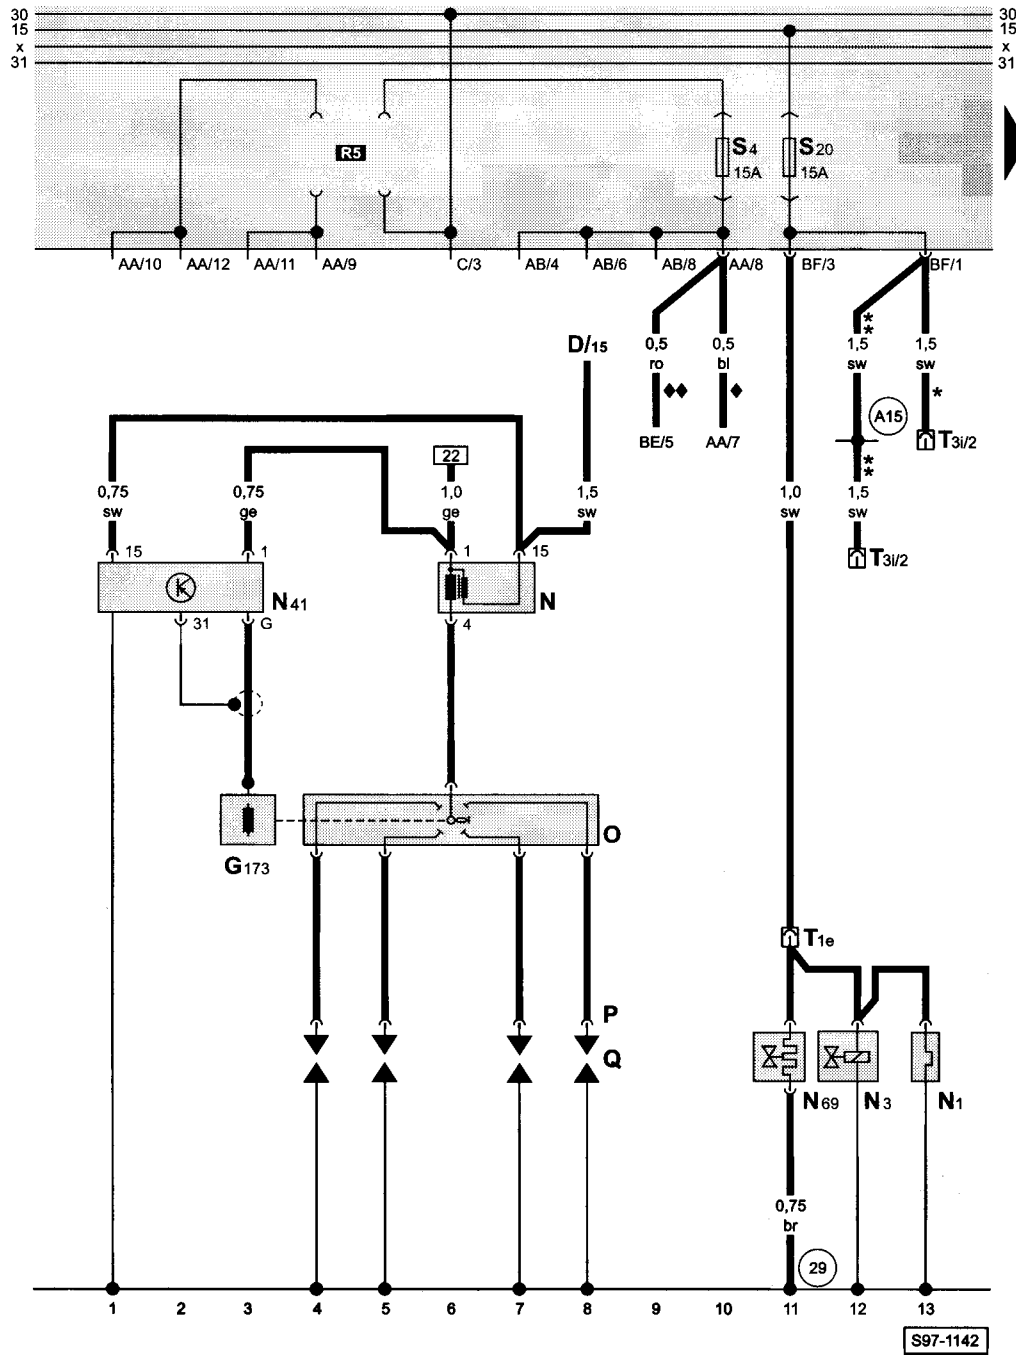 30 30
15 15
x x
31 31
R5
S4 S20
15A 15A
AA/10 AA/12 AA/11 AA/9 C/3 AB/4 AB/6 AB/8 AA/8 BF/3 BF/1
D/15
0,5 0,5 1,5 1,5
ro bl sw sw
**
*
A15
BE/5 AA/7 T3i/2
22
**
0,75 0,75 1,0 1,5 1,0 1,5
sw ge ge sw sw sw
15 1 1 15
T3i/2
N41 N
31 G 4
O
G173
T1e
P
Q
N69 N3 N1
0,75
br
29
1 2 3 4 5 6 7 8 9 10 11 12 13
S97-1142